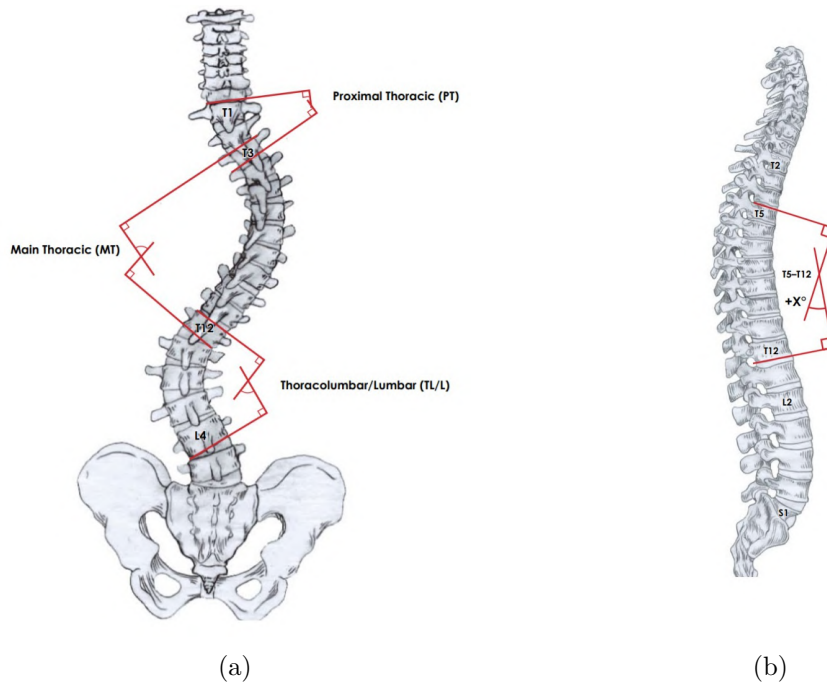 T1
Proximal Thoracic (PT)
T3
Main Thoracic (MT)
T12
Thoracolumbar/Lumbar (TL/L)
L4
(a)
T2
T5
T5–T12
+X°
T12
L2
S1
(b)